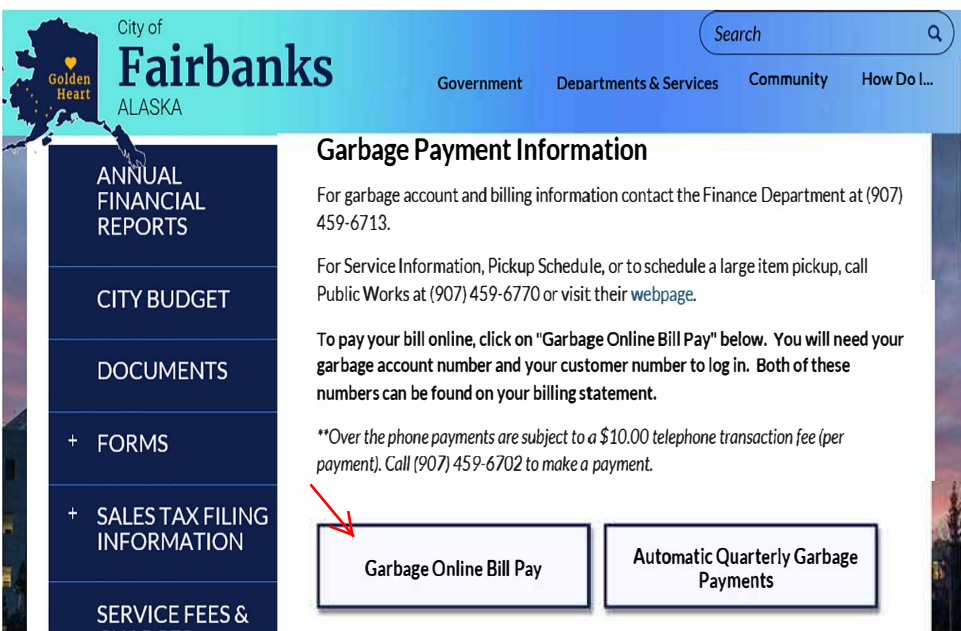 City of
Fairbanks
ALASKA
Golden
Heart
Search
Government
Departments & Services
Community
How Do I...
ANNUAL
FINANCIAL
REPORTS
CITY BUDGET
DOCUMENTS
+ FORMS
+ SALES TAX FILING
INFORMATION
SERVICE FEES &
Garbage Payment Information
For garbage account and billing information contact the Finance Department at (907)
459-6713.
For Service Information, Pickup Schedule, or to schedule a large item pickup, call
Public Works at (907) 459-6770 or visit their webpage.
To pay your bill online, click on "Garbage Online Bill Pay" below. You will need your
garbage account number and your customer number to log in. Both of these
numbers can be found on your billing statement.
**Over the phone payments are subject to a $10.00 telephone transaction fee (per
payment). Call (907) 459-6702 to make a payment.
Garbage Online Bill Pay
Automatic Quarterly Garbage
Payments